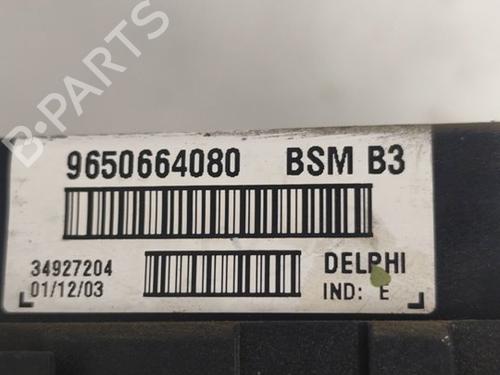 B-PARTS
9650664080 BSM B3
34927204 DELPHI
01/12/03 IND: E